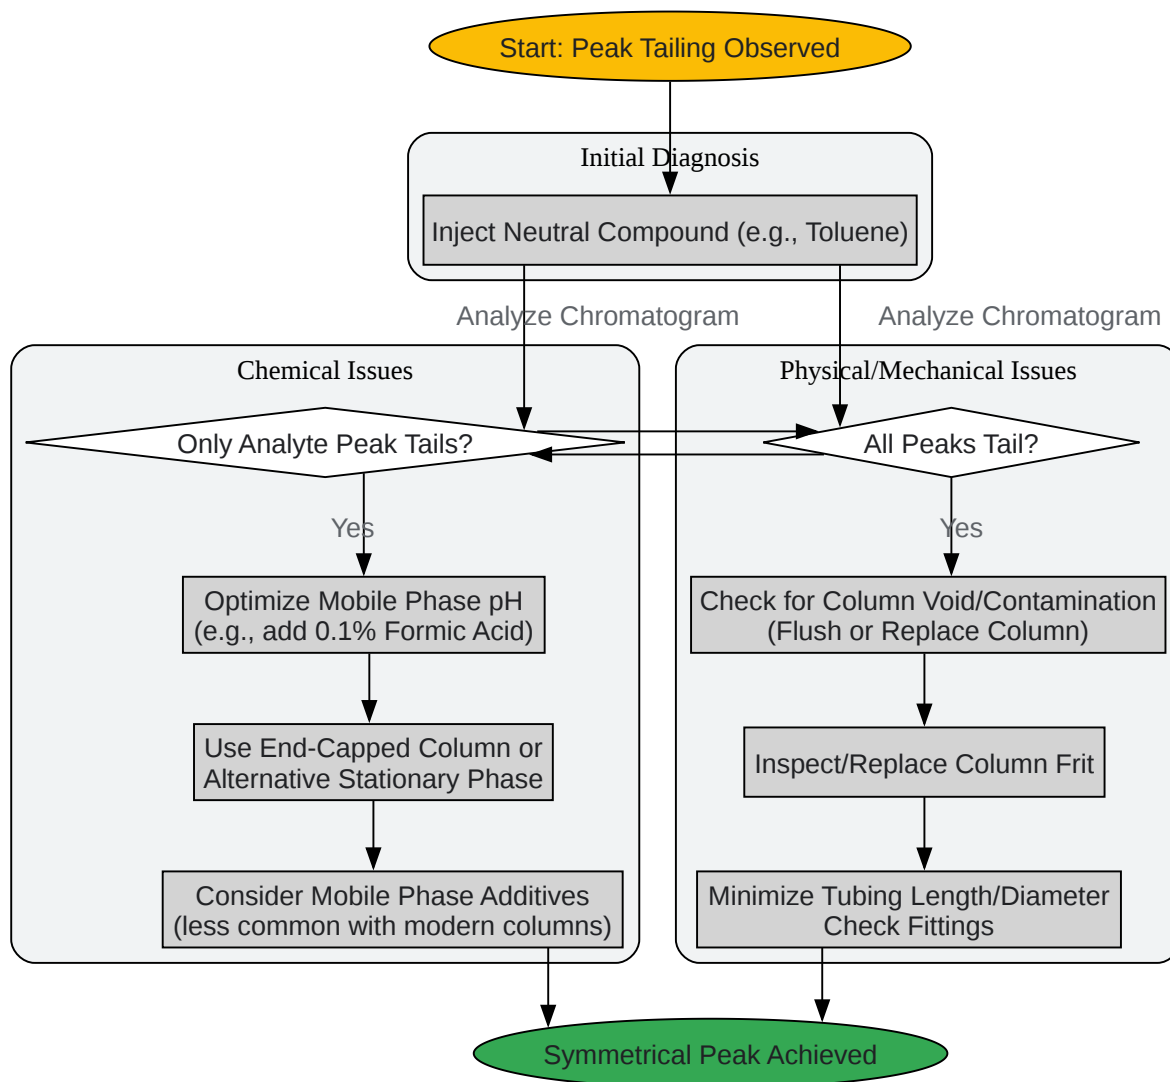 Start: Peak Tailing Observed
Initial Diagnosis
Inject Neutral Compound (e.g., Toluene)
Analyze Chromatogram
Analyze Chromatogram
Chemical Issues
Only Analyte Peak Tails?
Yes
Optimize Mobile Phase pH
(e.g., add 0.1% Formic Acid)
Use End-Capped Column or
Alternative Stationary Phase
Consider Mobile Phase Additives
(less common with modern columns)
Physical/Mechanical Issues
All Peaks Tail?
Yes
Check for Column Void/Contamination
(Flush or Replace Column)
Inspect/Replace Column Frit
Minimize Tubing Length/Diameter
Check Fittings
Symmetrical Peak Achieved